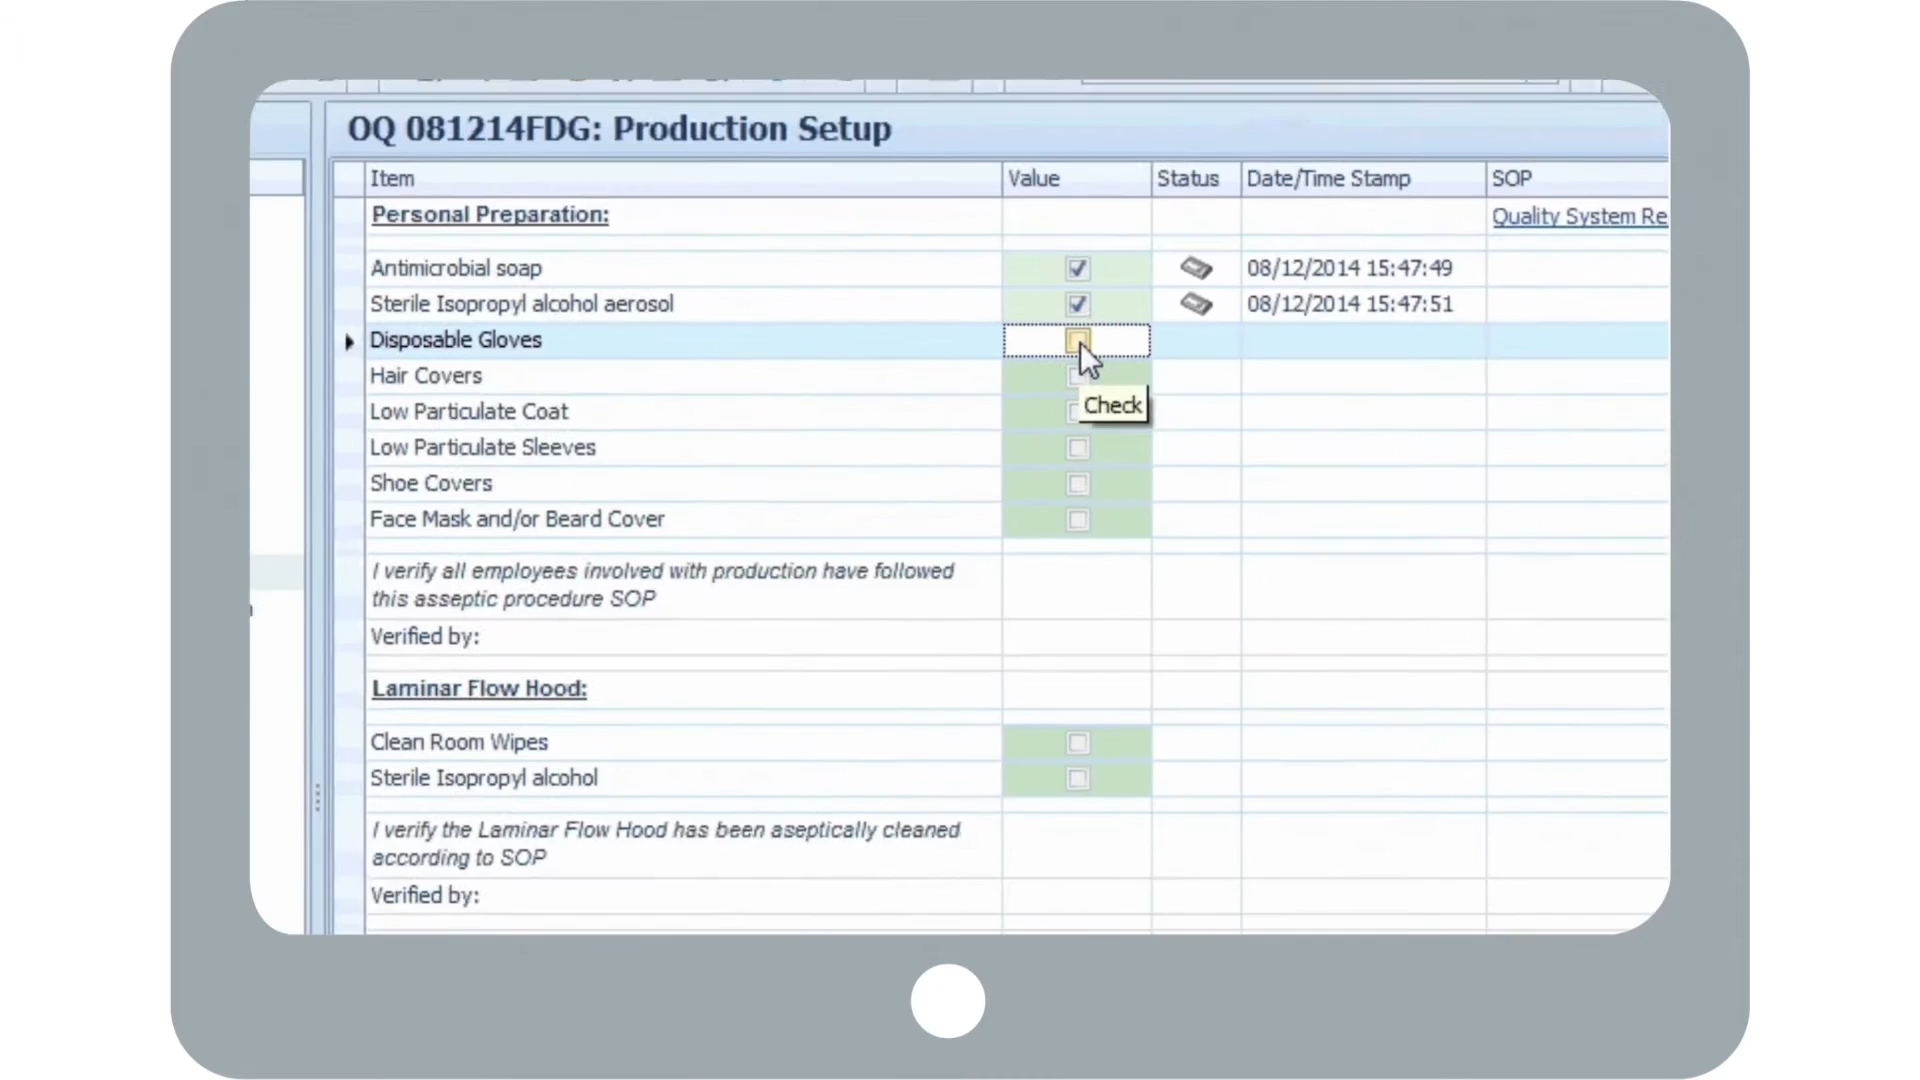 OQ 081214FDG: Production Setup
Item Value Status Date/Time Stamp SOP
Personal Preparation: Quality System Re
Antimicrobial soap 08/12/2014 15:47:49
Sterile Isopropyl alcohol aerosol 08/12/2014 15:47:51
Disposable Gloves
Hair Covers
Check
Low Particulate Coat
Low Particulate Sleeves
Shoe Covers
Face Mask and/or Beard Cover
I verify all employees involved with production have followed
this asseptic procedure SOP
Verified by:
Laminar Flow Hood:
Clean Room Wipes
Sterile Isopropyl alcohol
I verify the Laminar Flow Hood has been aseptically cleaned
according to SOP
Verified by: